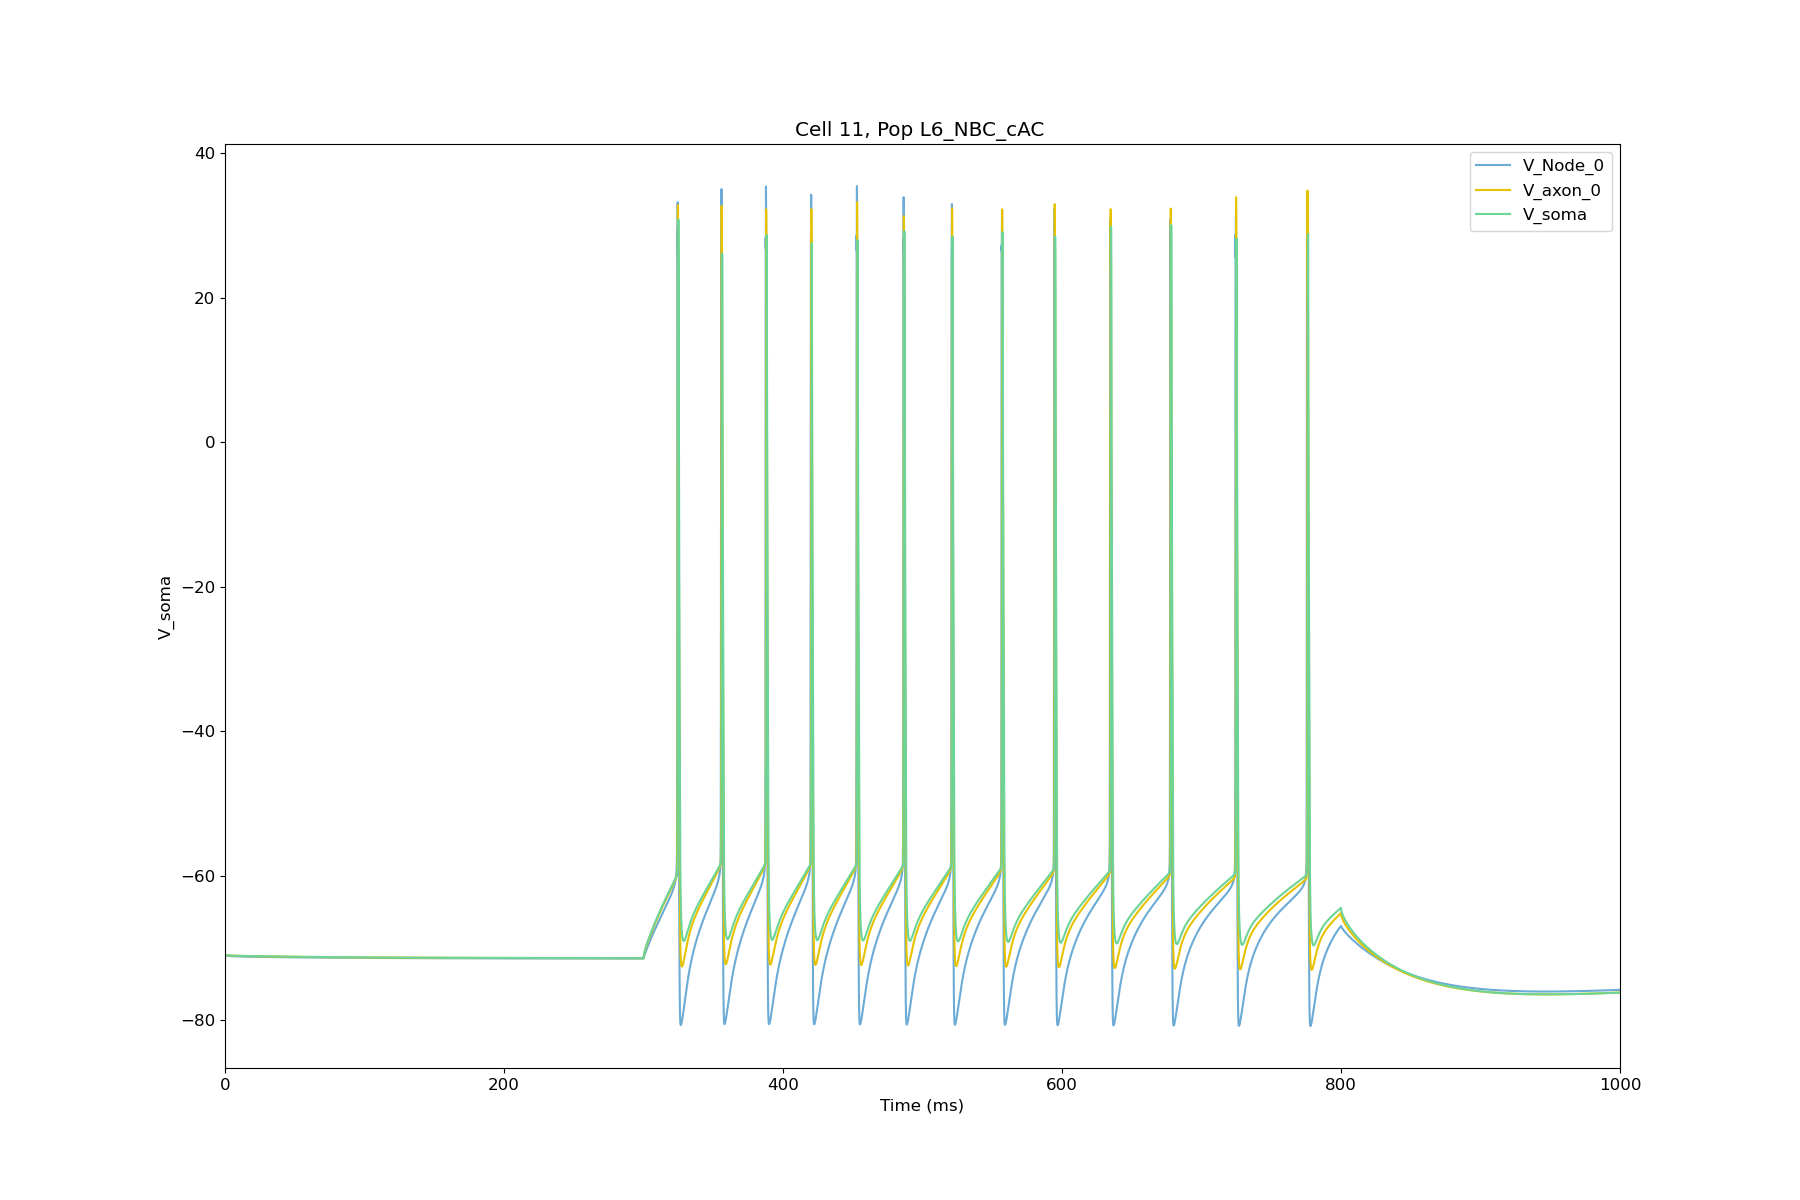 Cell 11, Pop L6_NBC_cAC
V_Node_0
V_axon_0
V_soma
40
20
0
−20
−40
−60
−80
V_soma
0 200 400 600 800 1000
Time (ms)